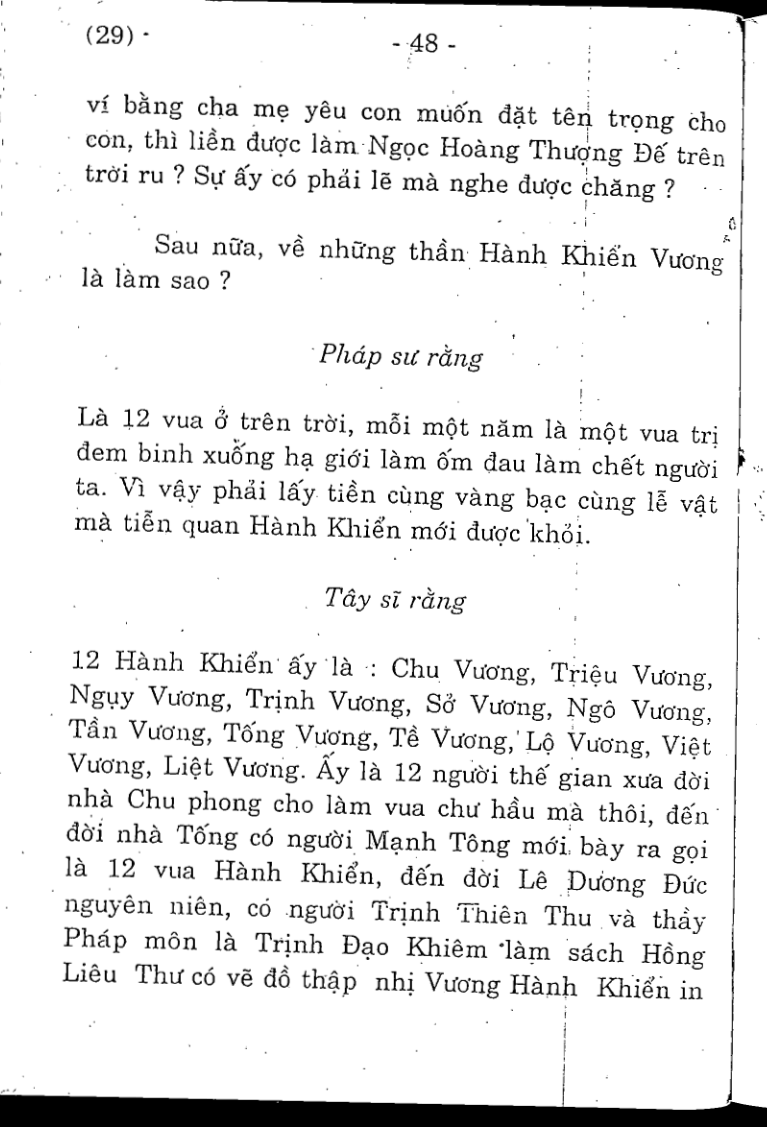 (29)
- 48 -
ví bằng cha mẹ yêu con muốn đặt tên trọng cho
con, thì liền được làm Ngọc Hoàng Thượng Đế trên
trời ru ? Sự ấy có phải lẽ mà nghe được chăng ?
Sau nữa, về những thần Hành Khiển Vương
là làm sao ?
Pháp sư rằng
Là 12 vua ở trên trời, mỗi một năm là một vua trị
đem binh xuống hạ giới làm ốm đau làm chết người
ta. Vì vậy phải lấy tiền cùng vàng bạc cùng lễ vật
mà tiễn quan Hành Khiển mới được khỏi.
Tây sĩ rằng
12 Hành Khiển ấy là : Chu Vương, Triệu Vương,
Ngụy Vương, Trịnh Vương, Sở Vương, Ngô Vương,
Tần Vương, Tống Vương, Tề Vương, Lộ Vương, Việt
Vương, Liệt Vương. Ấy là 12 người thế gian xưa đời
nhà Chu phong cho làm vua chư hầu mà thôi, đến
đời nhà Tống có người Mạnh Tông mới bày ra gọi
là 12 vua Hành Khiển, đến đời Lê Dương Đức
nguyên niên, có người Trịnh Thiên Thu và thầy
Pháp môn là Trịnh Đạo Khiêm làm sách Hồng
Liêu Thư có vẽ đồ thập nhị Vương Hành Khiển in